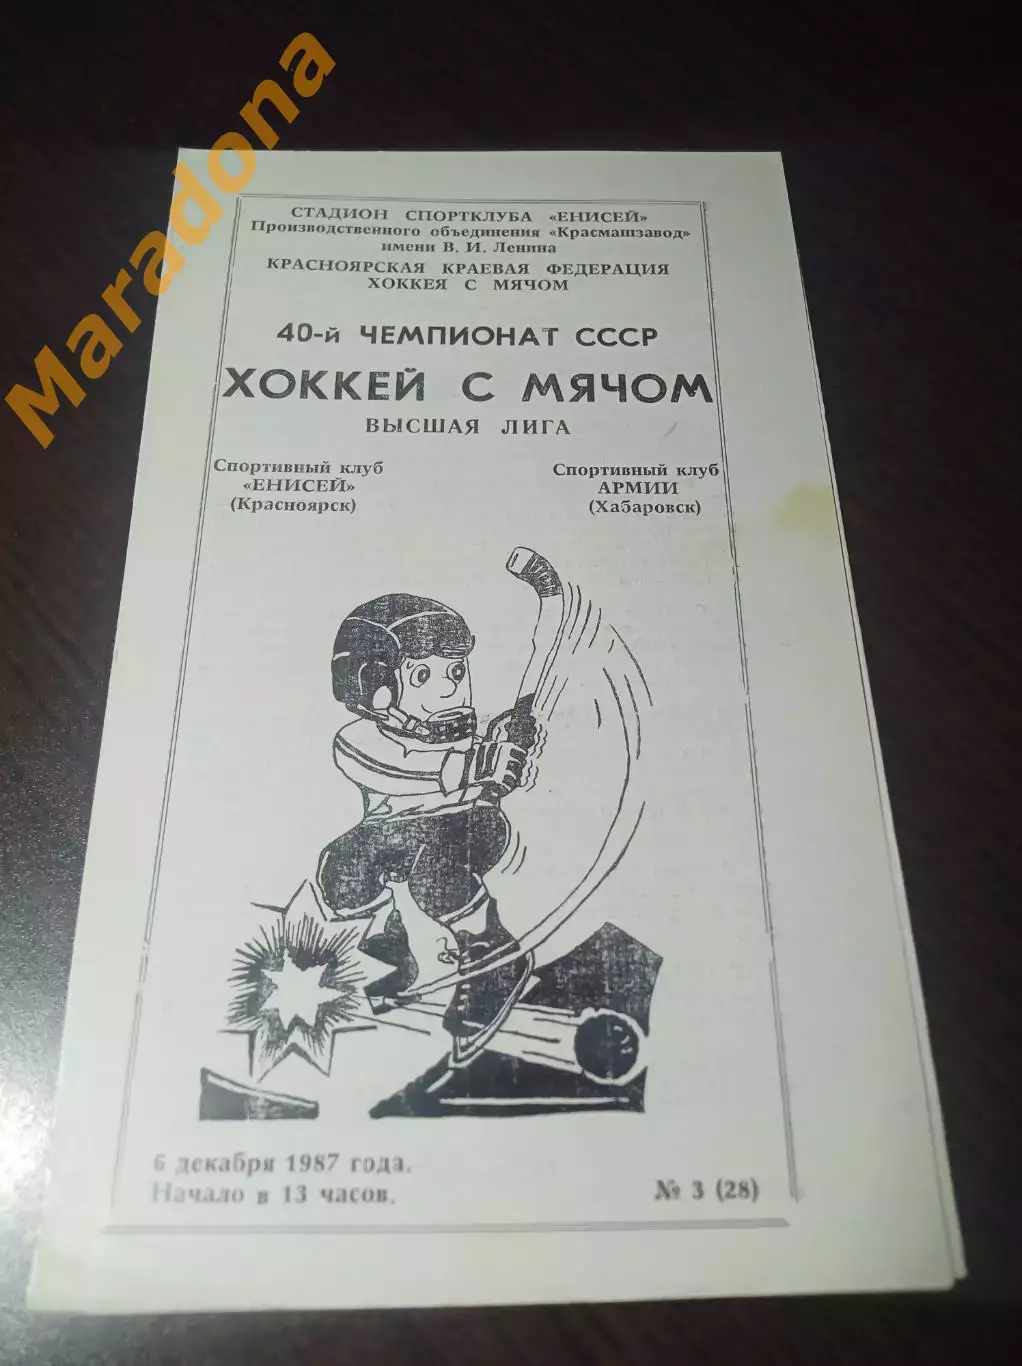 Maradona
СТАДИОН СПОРТКЛУБА «ЕНИСЕЙ»
Производственного объединения «Красмашзавод»
имени В. И. Ленина
КРАСНОЯРСКАЯ КРАЕВАЯ ФЕДЕРАЦИЯ
ХОККЕЯ С МЯЧОМ
40-й ЧЕМПИОНАТ СССР
ХОККЕЙ С МЯЧОМ
ВЫСШАЯ ЛИГА
Спортивный клуб
«ЕНИСЕЙ»
(Красноярск)
Спортивный клуб
АРМИИ
(Хабаровск)
6 декабря 1987 года.
Начало в 13 часов.
№ 3 (28)